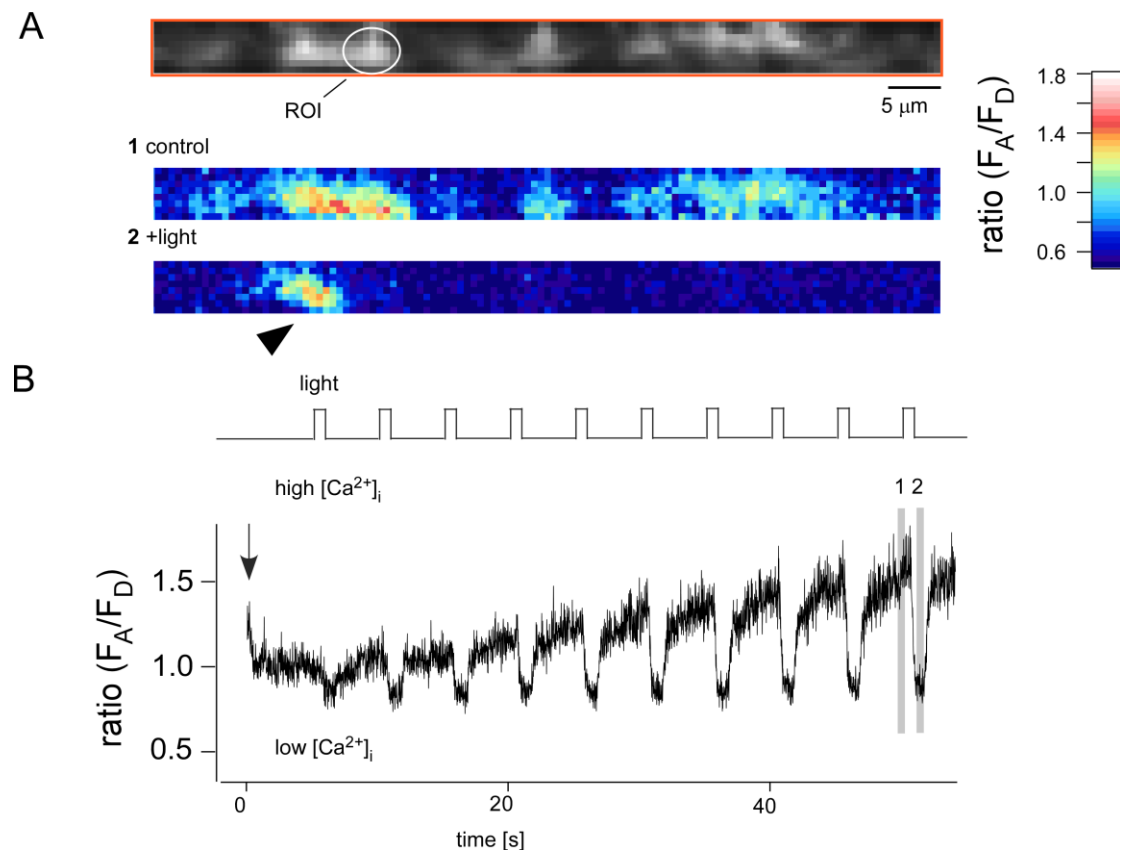 A
ROI
5 μm
1 control
2 +light
ratio (F_A/F_D)
1.8
1.4
1.0
0.6
B
light
high [Ca²⁺]ᵢ
1 2
ratio (F_A/F_D)
1.5
1.0
0.5
low [Ca²⁺]ᵢ
0 20 40
time [s]